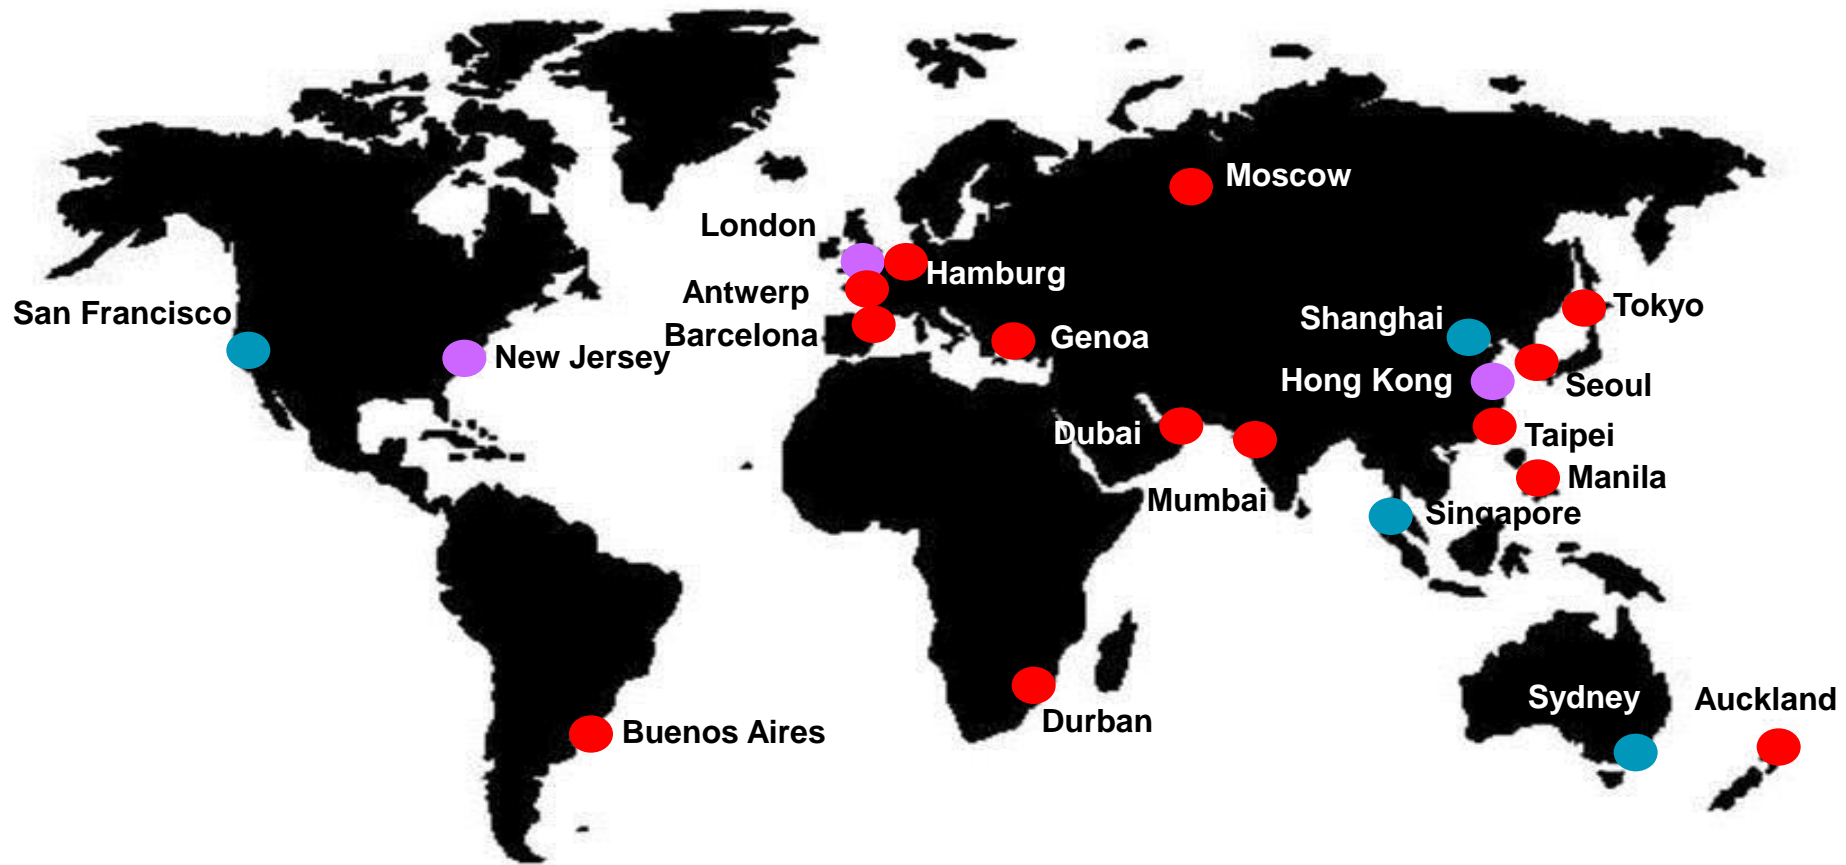 Moscow
London
Hamburg
Antwerp
San Francisco
Tokyo
Shanghai
Barcelona
Genoa
New Jersey
Hong Kong
Seoul
Dubai
Taipei
Manila
Mumbai
Singapore
Sydney
Auckland
Durban
Buenos Aires